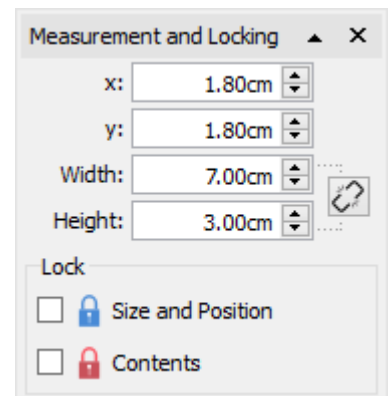 Measurement and Locking
x: 1.80cm
y: 1.80cm
Width: 7.00cm
Height: 3.00cm
Lock
Size and Position
Contents